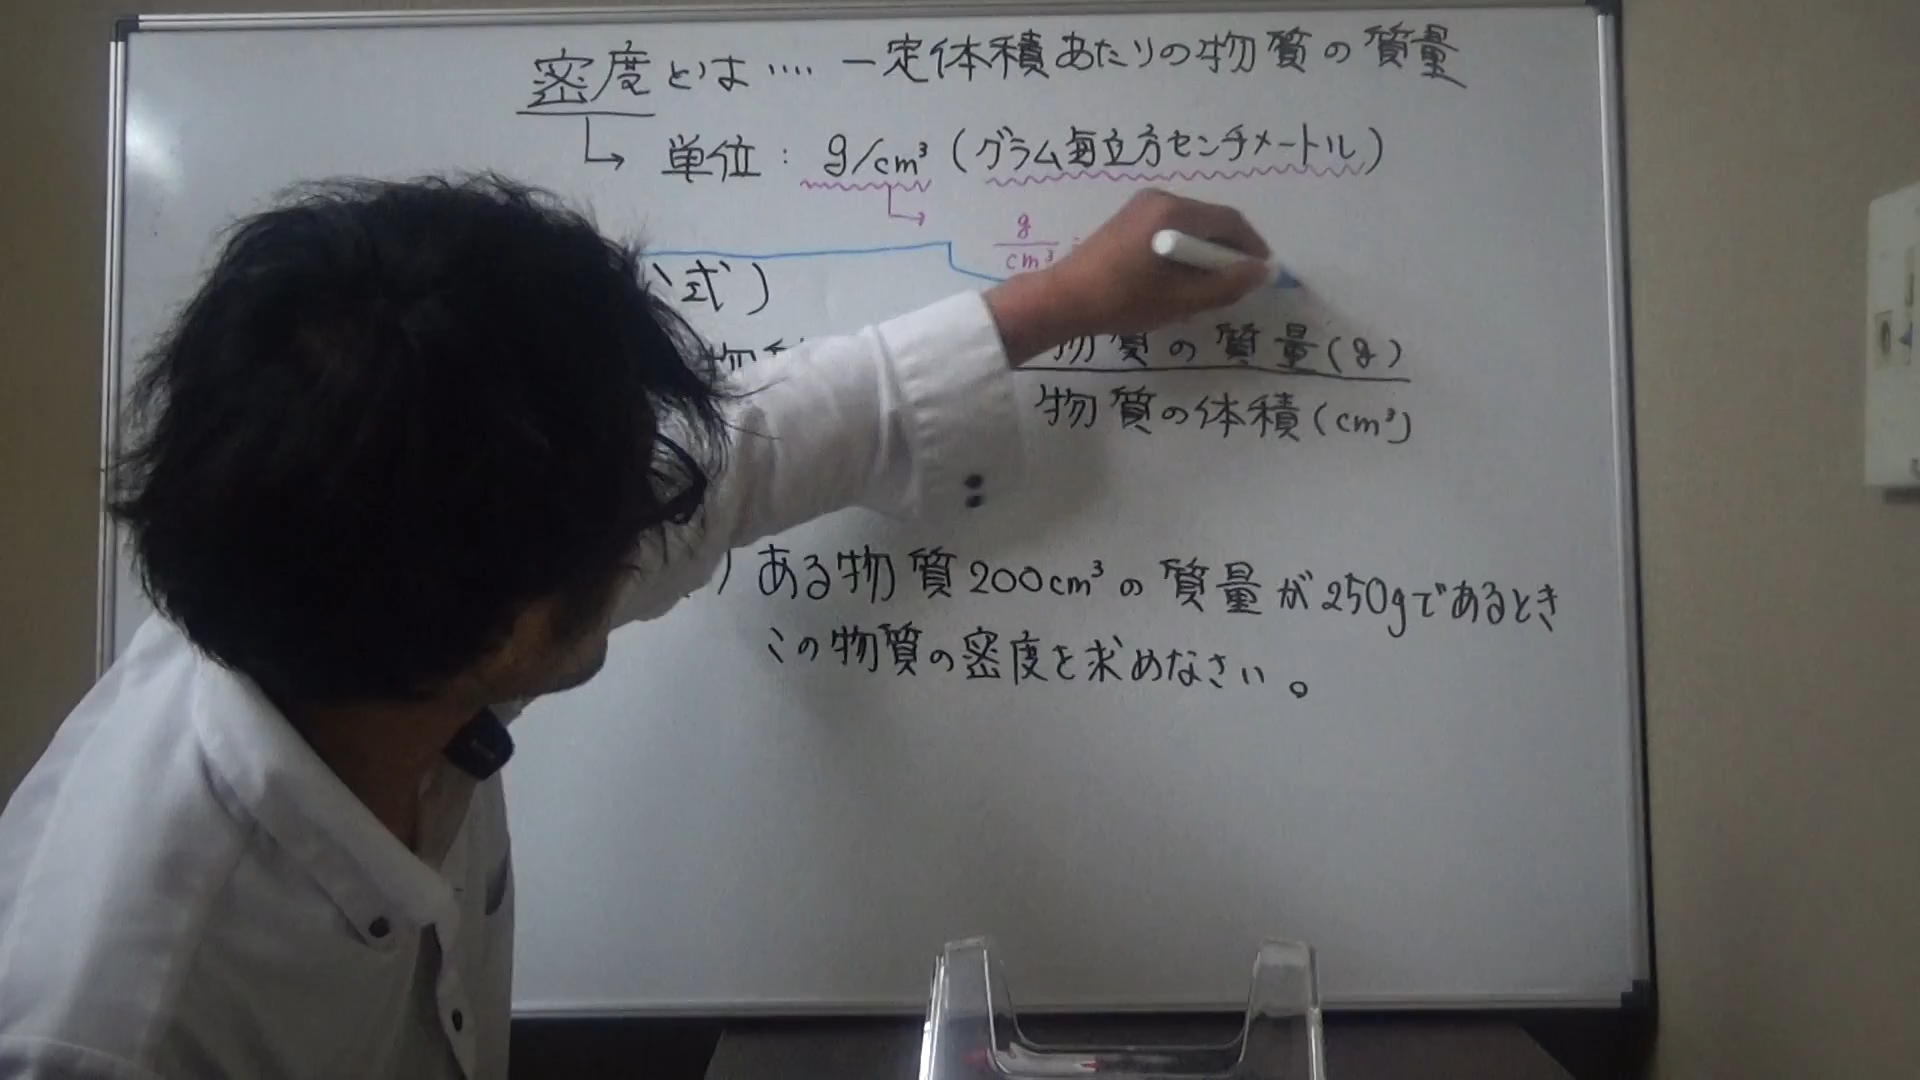 密度とは‥‥ 一定体積あたりの物質の質量
単位: g/cm³ (グラム毎立方センチメートル)
g
cm³
式)
物質の質量(g)
物質の体積(cm³)
) ある物質200cm³の質量が250gであるとき
この物質の密度を求めなさい。